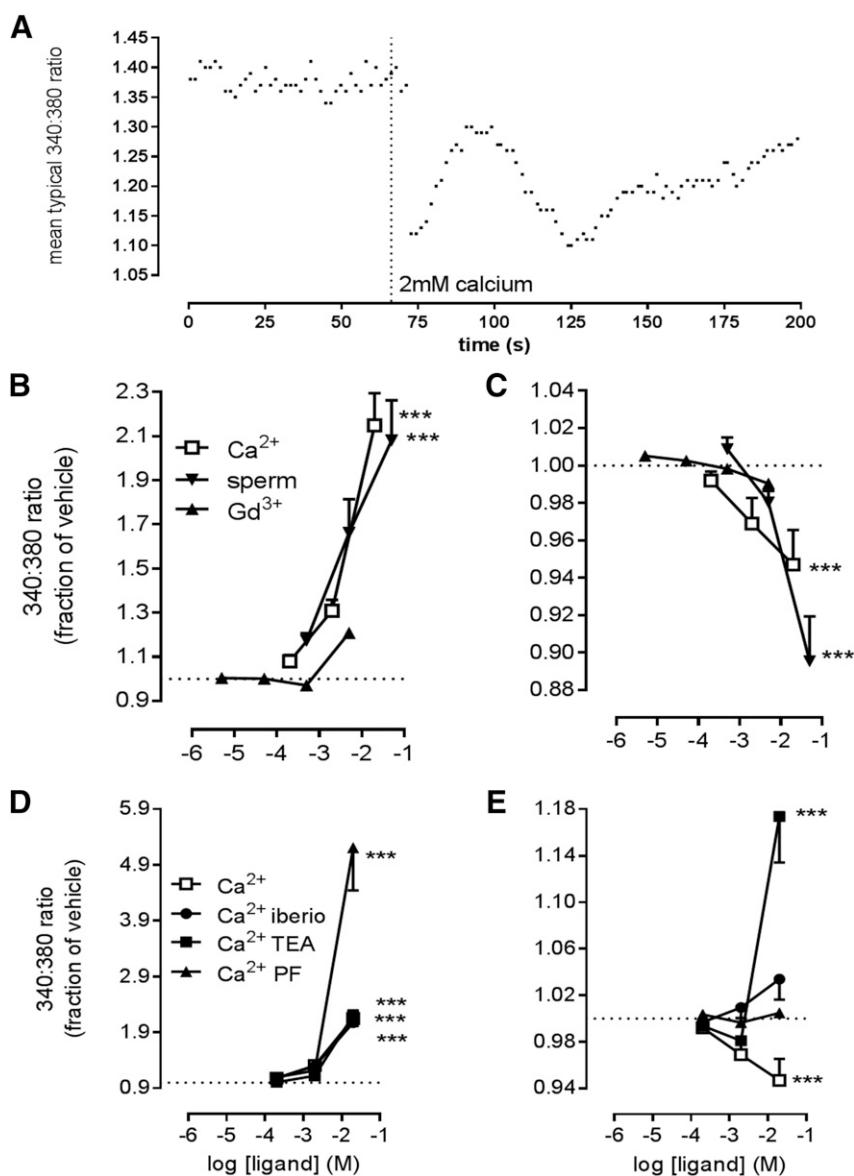 A
mean typical 340:380 ratio
1.45
1.40
1.35
1.30
1.25
1.20
1.15
1.10
1.05
2mM calcium
0 25 50 75 100 125 150 175 200
time (s)
B
340:380 ratio
(fraction of vehicle)
2.3
2.1
1.9
1.7
1.5
1.3
1.1
0.9
Ca2+
sperm
Gd3+
***
***
-6 -5 -4 -3 -2 -1
C
1.04
1.02
1.00
0.98
0.96
0.94
0.92
0.90
0.88
***
***
-6 -5 -4 -3 -2 -1
D
340:380 ratio
(fraction of vehicle)
5.9
4.9
3.9
2.9
1.9
0.9
Ca2+
Ca2+ iberio
Ca2+ TEA
Ca2+ PF
***
***
***
***
-6 -5 -4 -3 -2 -1
log [ligand] (M)
E
1.18
1.14
1.10
1.06
1.02
0.98
0.94
***
***
-6 -5 -4 -3 -2 -1
log [ligand] (M)